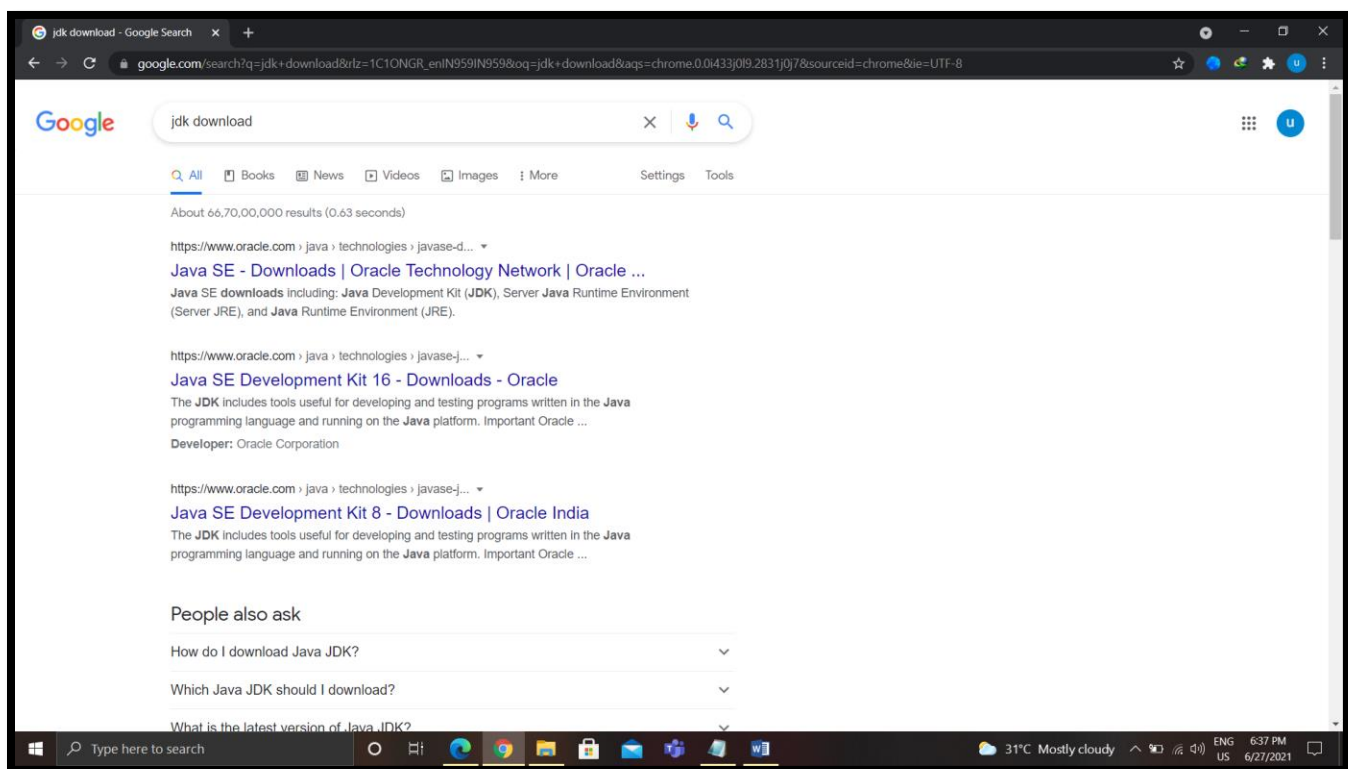 jdk download - Google Search
google.com/search?q=jdk+download&rlz=1C1ONGR_enIN959IN959&oq=jdk+download&aqs=chrome.0.0i433j0l9.2831j0j7&sourceid=chrome&ie=UTF-8
u
Google
jdk download
u
All Books News Videos Images More Settings Tools
About 66,70,00,000 results (0.63 seconds)
https://www.oracle.com › java › technologies › javase-d...
Java SE - Downloads | Oracle Technology Network | Oracle ...
Java SE downloads including: Java Development Kit (JDK), Server Java Runtime Environment
(Server JRE), and Java Runtime Environment (JRE).
https://www.oracle.com › java › technologies › javase-j...
Java SE Development Kit 16 - Downloads - Oracle
The JDK includes tools useful for developing and testing programs written in the Java
programming language and running on the Java platform. Important Oracle ...
Developer: Oracle Corporation
https://www.oracle.com › java › technologies › javase-j...
Java SE Development Kit 8 - Downloads | Oracle India
The JDK includes tools useful for developing and testing programs written in the Java
programming language and running on the Java platform. Important Oracle ...
People also ask
How do I download Java JDK?
Which Java JDK should I download?
What is the latest version of Java JDK?
Type here to search
31°C Mostly cloudy
ENG
US
6:37 PM
6/27/2021